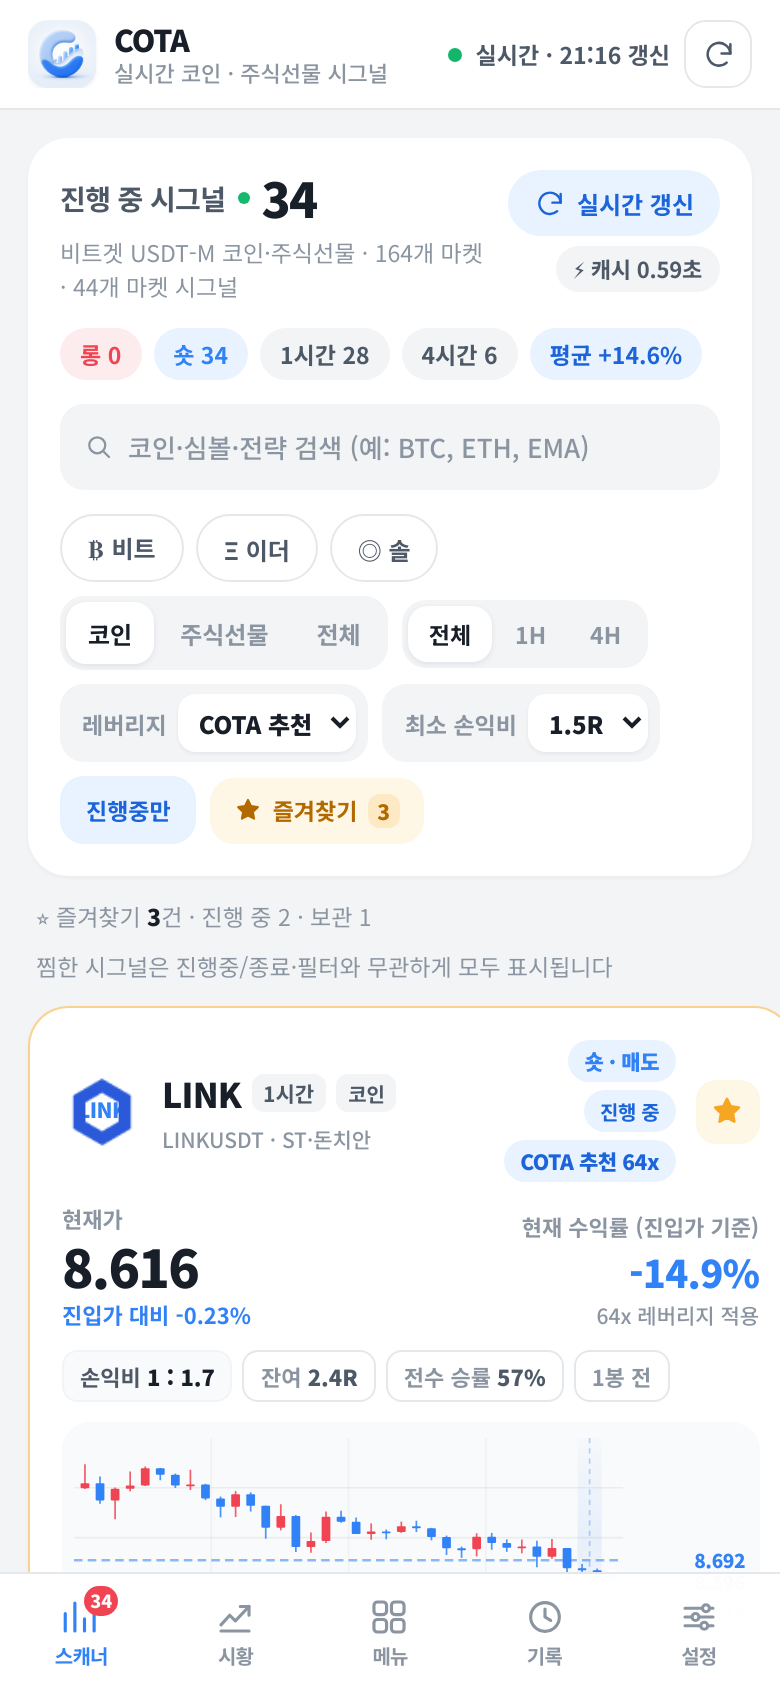 COTA
실시간 코인 · 주식선물 시그널
실시간 · 21:16 갱신
진행 중 시그널 34
실시간 갱신
비트겟 USDT-M 코인·주식선물 · 164개 마켓
· 44개 마켓 시그널
⚡ 캐시 0.59초
롱 0
숏 34
1시간 28
4시간 6
평균 +14.6%
코인·심볼·전략 검색 (예: BTC, ETH, EMA)
₿ 비트
Ξ 이더
◎ 솔
코인
주식선물
전체
전체
1H
4H
레버리지
COTA 추천
최소 손익비
1.5R
진행중만
★ 즐겨찾기 3
☆ 즐겨찾기 3건 · 진행 중 2 · 보관 1
찜한 시그널은 진행중/종료·필터와 무관하게 모두 표시됩니다
LINK
LINK
1시간
코인
LINKUSDT · ST·돈치안
숏 · 매도
진행 중
COTA 추천 64x
현재가
8.616
진입가 대비 -0.23%
현재 수익률 (진입가 기준)
-14.9%
64x 레버리지 적용
손익비 1 : 1.7
잔여 2.4R
전수 승률 57%
1봉 전
8.692
34
스캐너
시황
메뉴
기록
설정